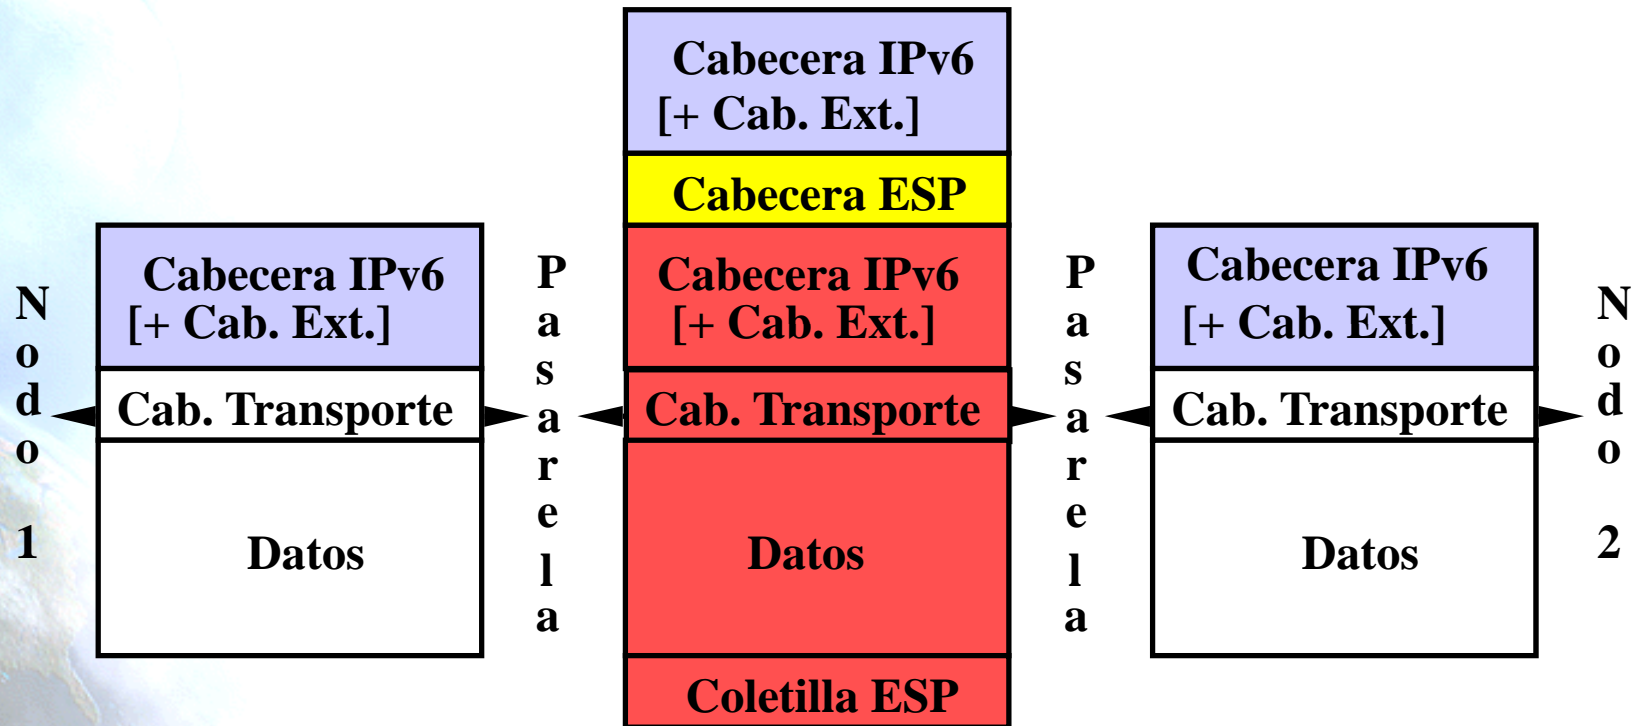 Nodo 1
Cabecera IPv6
[+ Cab. Ext.]
Cab. Transporte
Datos
Pasarela
Cabecera IPv6
[+ Cab. Ext.]
Cabecera ESP
Cabecera IPv6
[+ Cab. Ext.]
Cab. Transporte
Datos
Coletilla ESP
Pasarela
Cabecera IPv6
[+ Cab. Ext.]
Cab. Transporte
Datos
Nodo 2